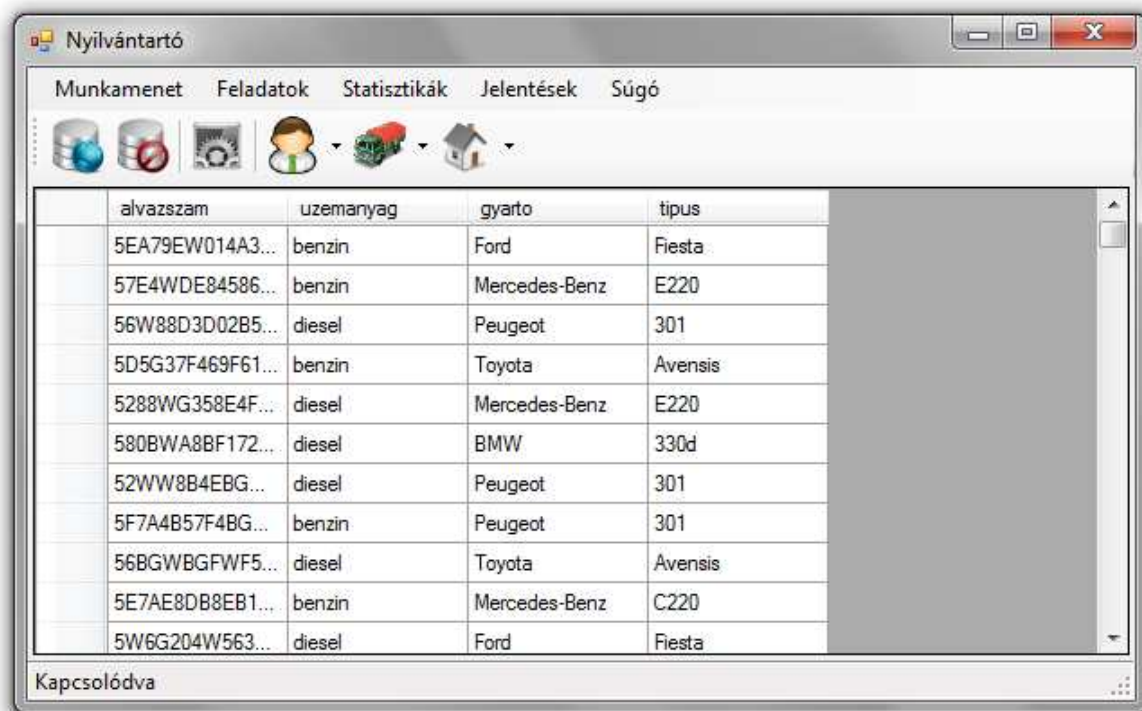 Nyilvántartó
Munkamenet Feladatok Statisztikák Jelentések Súgó
alvazszam uzemanyag gyarto tipus
5EA79EW014A3... benzin Ford Fiesta
57E4WDE84586... benzin Mercedes-Benz E220
56W88D3D02B5... diesel Peugeot 301
5D5G37F469F61... benzin Toyota Avensis
5288WG358E4F... diesel Mercedes-Benz E220
580BWA8BF172... diesel BMW 330d
52WW8B4EBG... diesel Peugeot 301
5F7A4B57F4BG... benzin Peugeot 301
56BGWBGFWF5... diesel Toyota Avensis
5E7AE8DB8EB1... benzin Mercedes-Benz C220
5W6G204W563... diesel Ford Fiesta
Kapcsolódva